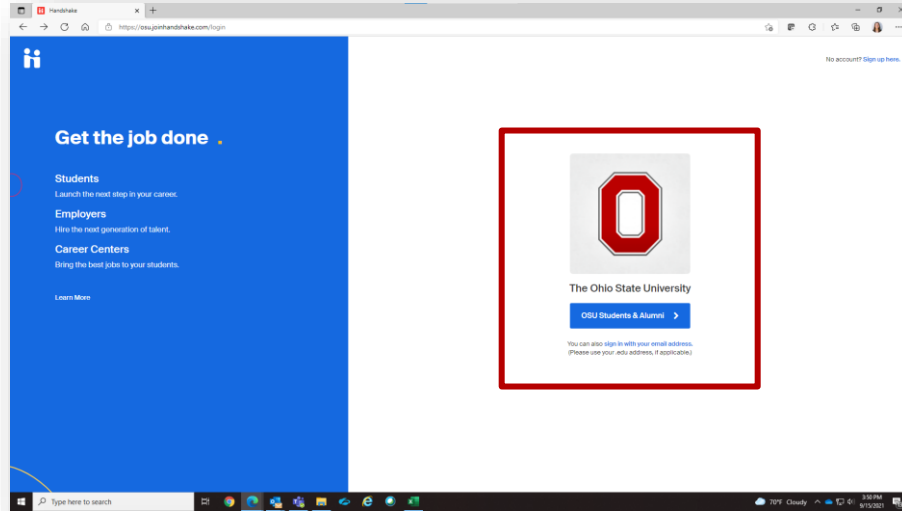 Handshake
https://osu.joinhandshake.com/login
No account? Sign up here.
Get the job done .
Students
Launch the next step in your career.
Employers
Hire the next generation of talent.
Career Centers
Bring the best jobs to your students.
Learn More
O
The Ohio State University
OSU Students & Alumni
You can also sign in with your email address.
(Please use your .edu address, if applicable.)
Type here to search
70°F Cloudy
3:50 PM
9/15/2021